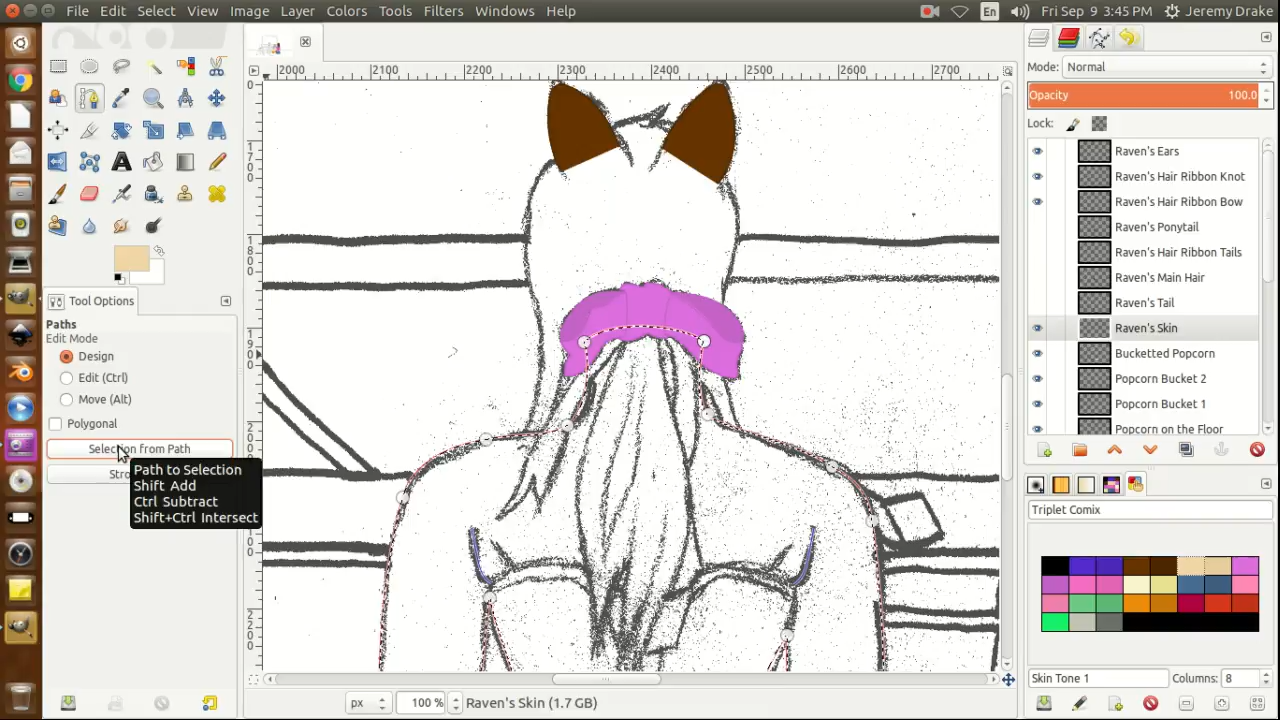 File Edit Select View Image Layer Colors Tools Filters Windows Help
En Fri Sep 9 3:45 PM Jeremy Drake
2000 2100 2200 2300 2400 2500 2600 2700
Mode: Normal
Opacity 100.0
Lock:
Raven's Ears
Raven's Hair Ribbon Knot
Raven's Hair Ribbon Bow
Raven's Ponytail
Raven's Hair Ribbon Tails
Raven's Main Hair
Raven's Tail
Raven's Skin
Bucketted Popcorn
Popcorn Bucket 2
Popcorn Bucket 1
Popcorn on the Floor
Tool Options
Paths
Edit Mode
Design
Edit (Ctrl)
Move (Alt)
Polygonal
Selection from Path
Stro
Path to Selection
Shift Add
Ctrl Subtract
Shift+Ctrl Intersect
Triplet Comix
Skin Tone 1 Columns: 8
px 100 % Raven's Skin (1.7 GB)